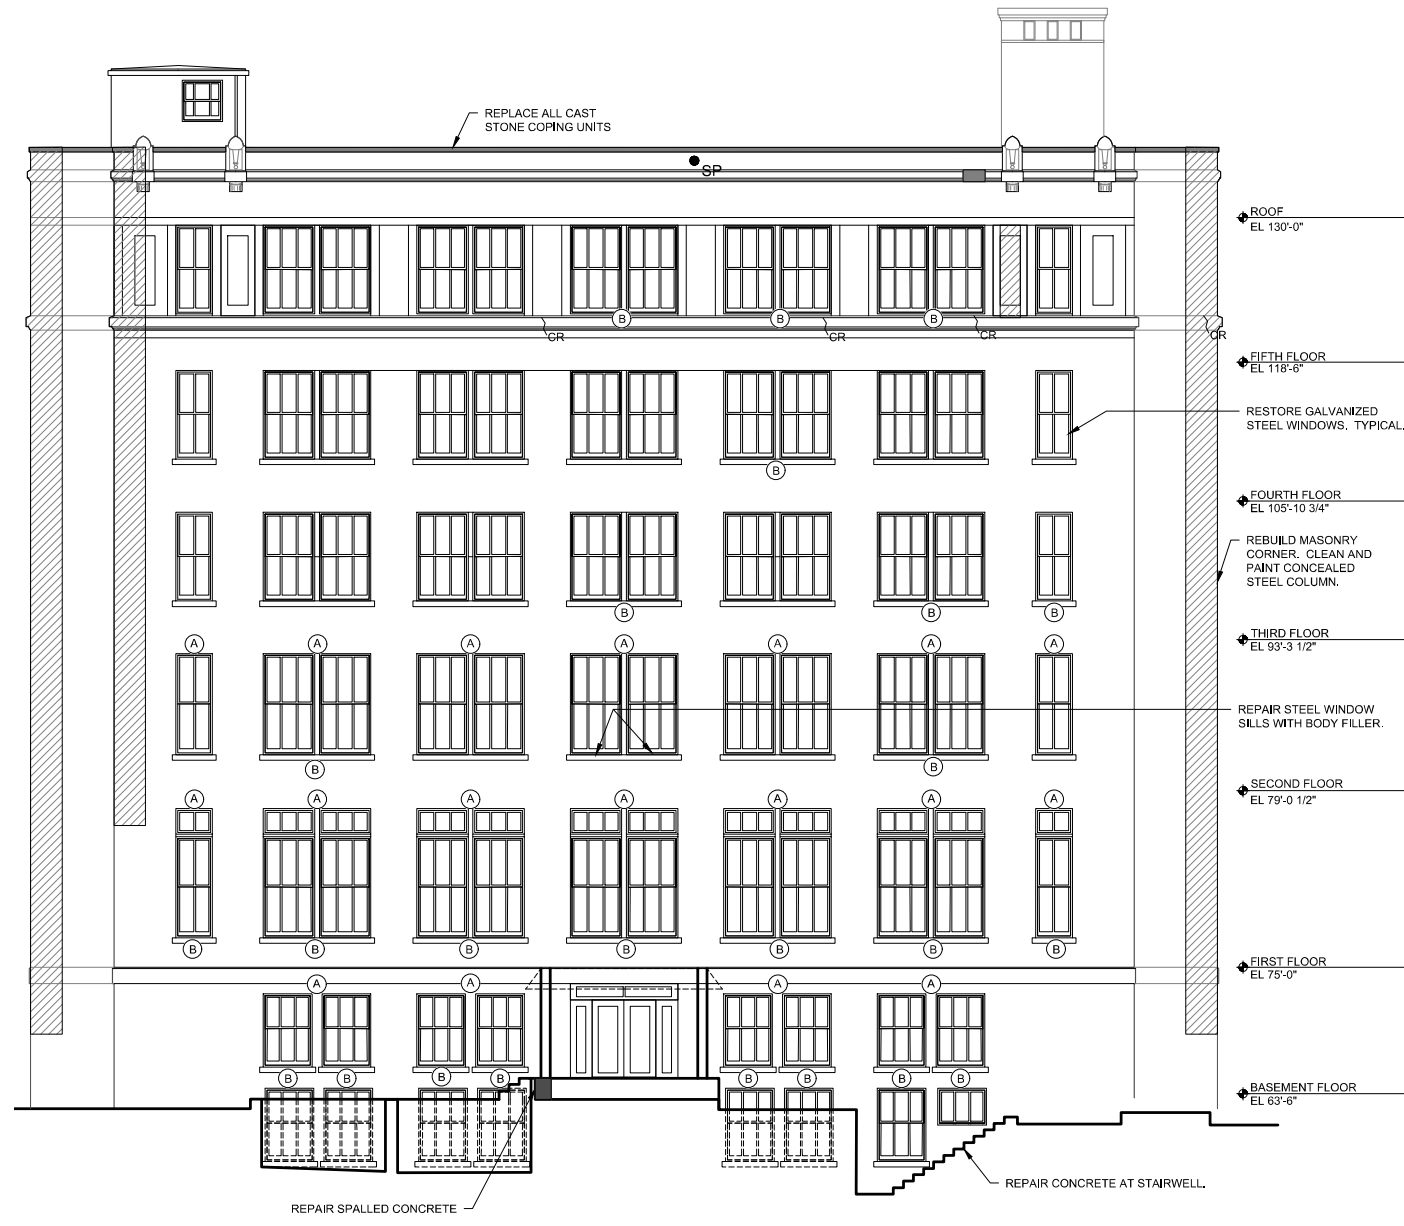 REPLACE ALL CAST
STONE COPING UNITS
SP
ROOF
EL 130'-0"
B B B
CR CR CR CR
FIFTH FLOOR
EL 118'-6"
RESTORE GALVANIZED
STEEL WINDOWS. TYPICAL.
B
FOURTH FLOOR
EL 105'-10 3/4"
REBUILD MASONRY
CORNER. CLEAN AND
PAINT CONCEALED
STEEL COLUMN.
B B B
THIRD FLOOR
EL 93'-3 1/2"
A A A A A A A
REPAIR STEEL WINDOW
SILLS WITH BODY FILLER.
B B
SECOND FLOOR
EL 79'-0 1/2"
A A A A A A A
B B B B B B B
FIRST FLOOR
EL 75'-0"
A A A A
B B B B B B B B
BASEMENT FLOOR
EL 63'-6"
REPAIR CONCRETE AT STAIRWELL.
REPAIR SPALLED CONCRETE